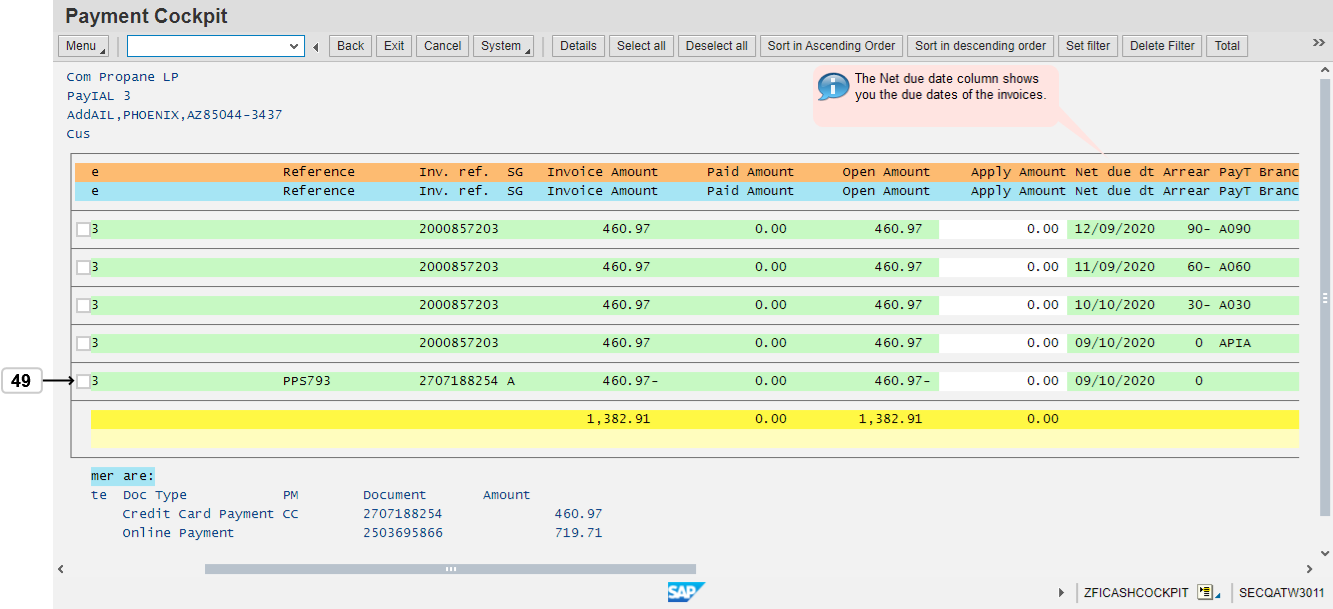 Payment Cockpit
Menu Back Exit Cancel System Details Select all Deselect all Sort in Ascending Order Sort in descending order Set filter Delete Filter Total
Com Propane LP
PayIAL 3
AddAIL,PHOENIX,AZ85044-3437
Cus
The Net due date column shows
you the due dates of the invoices.
e Reference Inv. ref. SG Invoice Amount Paid Amount Open Amount Apply Amount Net due dt Arrear PayT Branc
e Reference Inv. ref. SG Invoice Amount Paid Amount Open Amount Apply Amount Net due dt Arrear PayT Branc
3 2000857203 460.97 0.00 460.97 0.00 12/09/2020 90- A090
3 2000857203 460.97 0.00 460.97 0.00 11/09/2020 60- A060
3 2000857203 460.97 0.00 460.97 0.00 10/10/2020 30- A030
3 2000857203 460.97 0.00 460.97 0.00 09/10/2020 0 APIA
49 3 PPS793 2707188254 A 460.97- 0.00 460.97- 0.00 09/10/2020 0
1,382.91 0.00 1,382.91 0.00
mer are:
te Doc Type PM Document Amount
Credit Card Payment CC 2707188254 460.97
Online Payment 2503695866 719.71
SAP ZFICASHCOCKPIT SECQATW3011